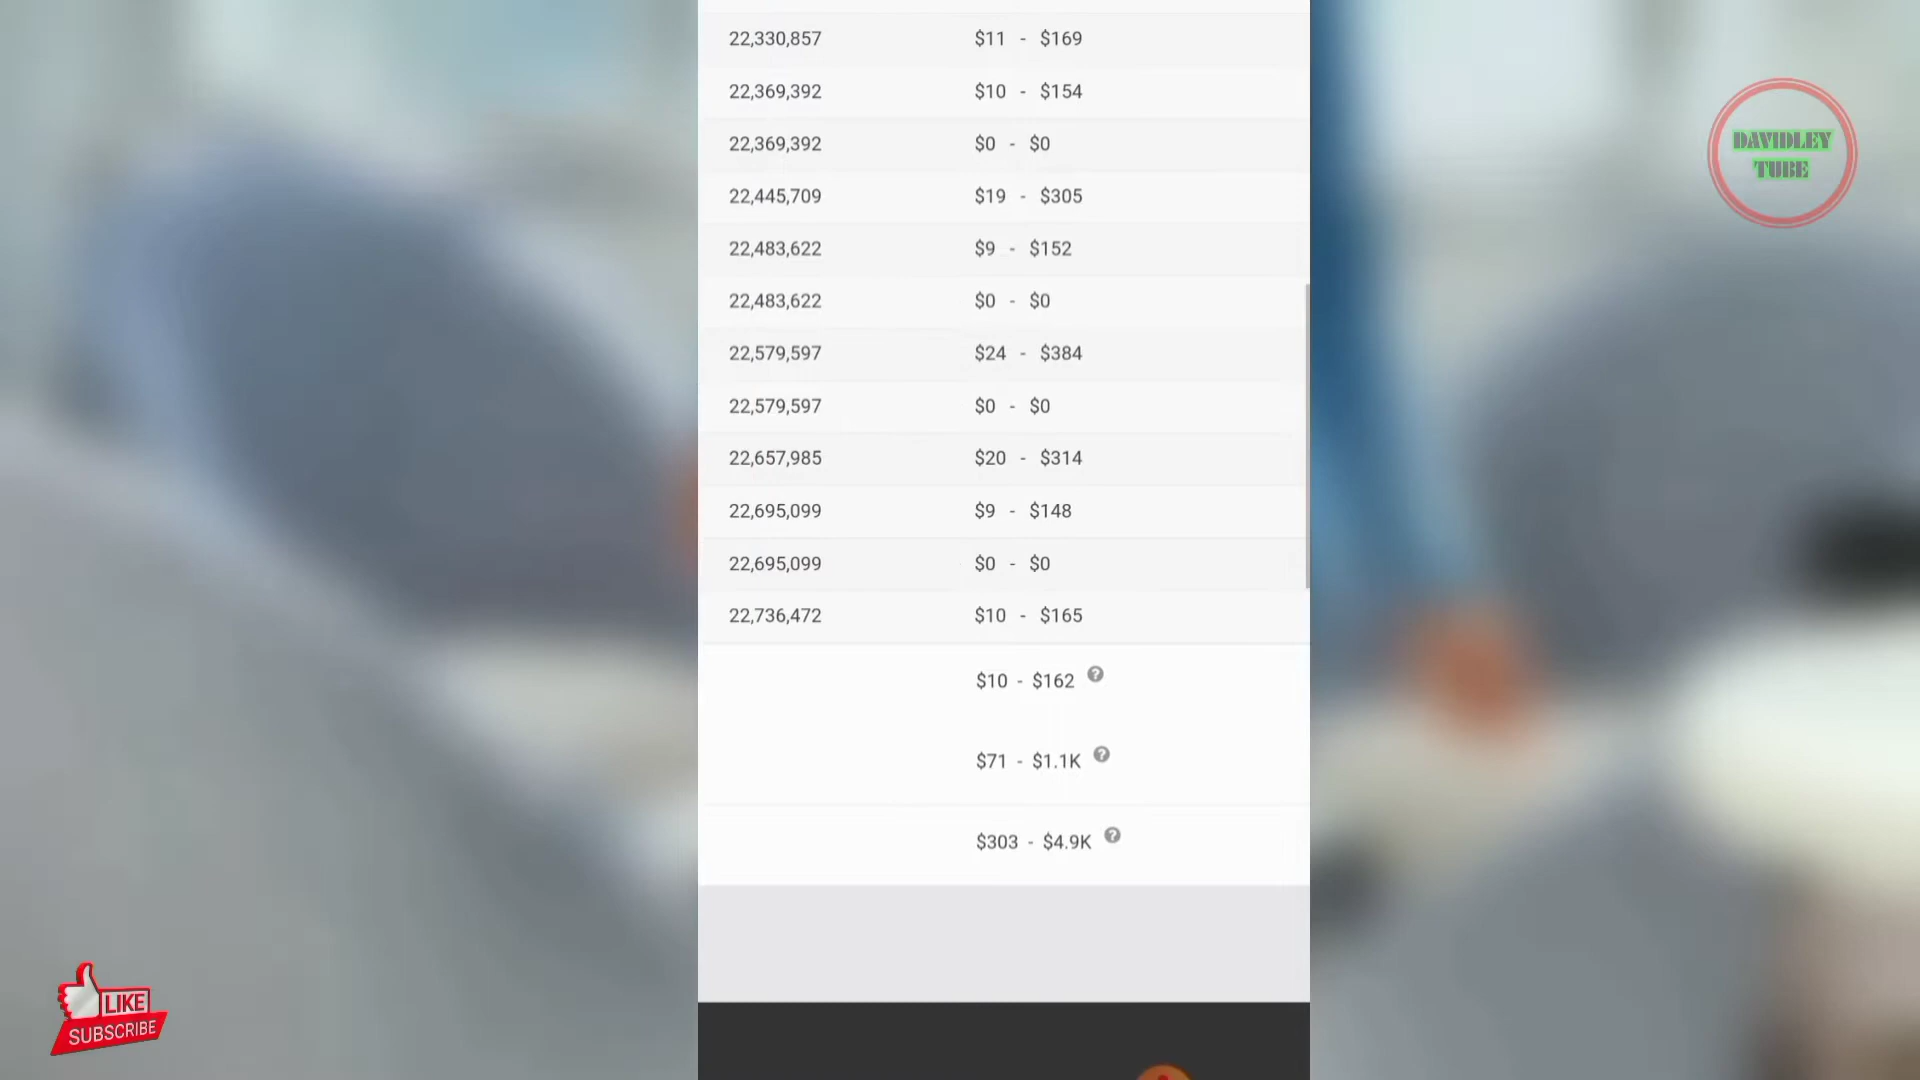 22,330,857 $11 - $169
22,369,392 $10 - $154
22,369,392 $0 - $0
22,445,709 $19 - $305
22,483,622 $9 - $152
22,483,622 $0 - $0
22,579,597 $24 - $384
22,579,597 $0 - $0
22,657,985 $20 - $314
22,695,099 $9 - $148
22,695,099 $0 - $0
22,736,472 $10 - $165
$10 - $162 ?
$71 - $1.1K ?
$303 - $4.9K ?
DAVIDLEY
TUBE
LIKE
SUBSCRIBE